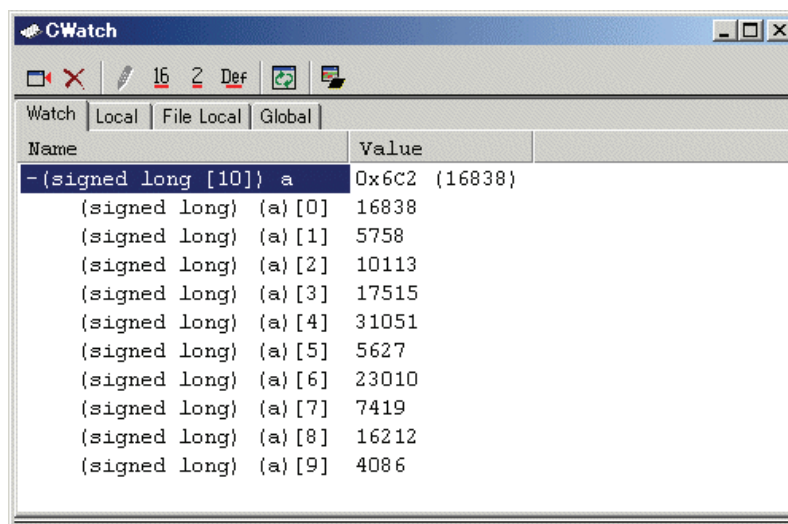 CWatch
16 2 Def
Watch Local File Local Global
Name Value
-(signed long [10]) a 0x6C2 (16838)
(signed long) (a)[0] 16838
(signed long) (a)[1] 5758
(signed long) (a)[2] 10113
(signed long) (a)[3] 17515
(signed long) (a)[4] 31051
(signed long) (a)[5] 5627
(signed long) (a)[6] 23010
(signed long) (a)[7] 7419
(signed long) (a)[8] 16212
(signed long) (a)[9] 4086